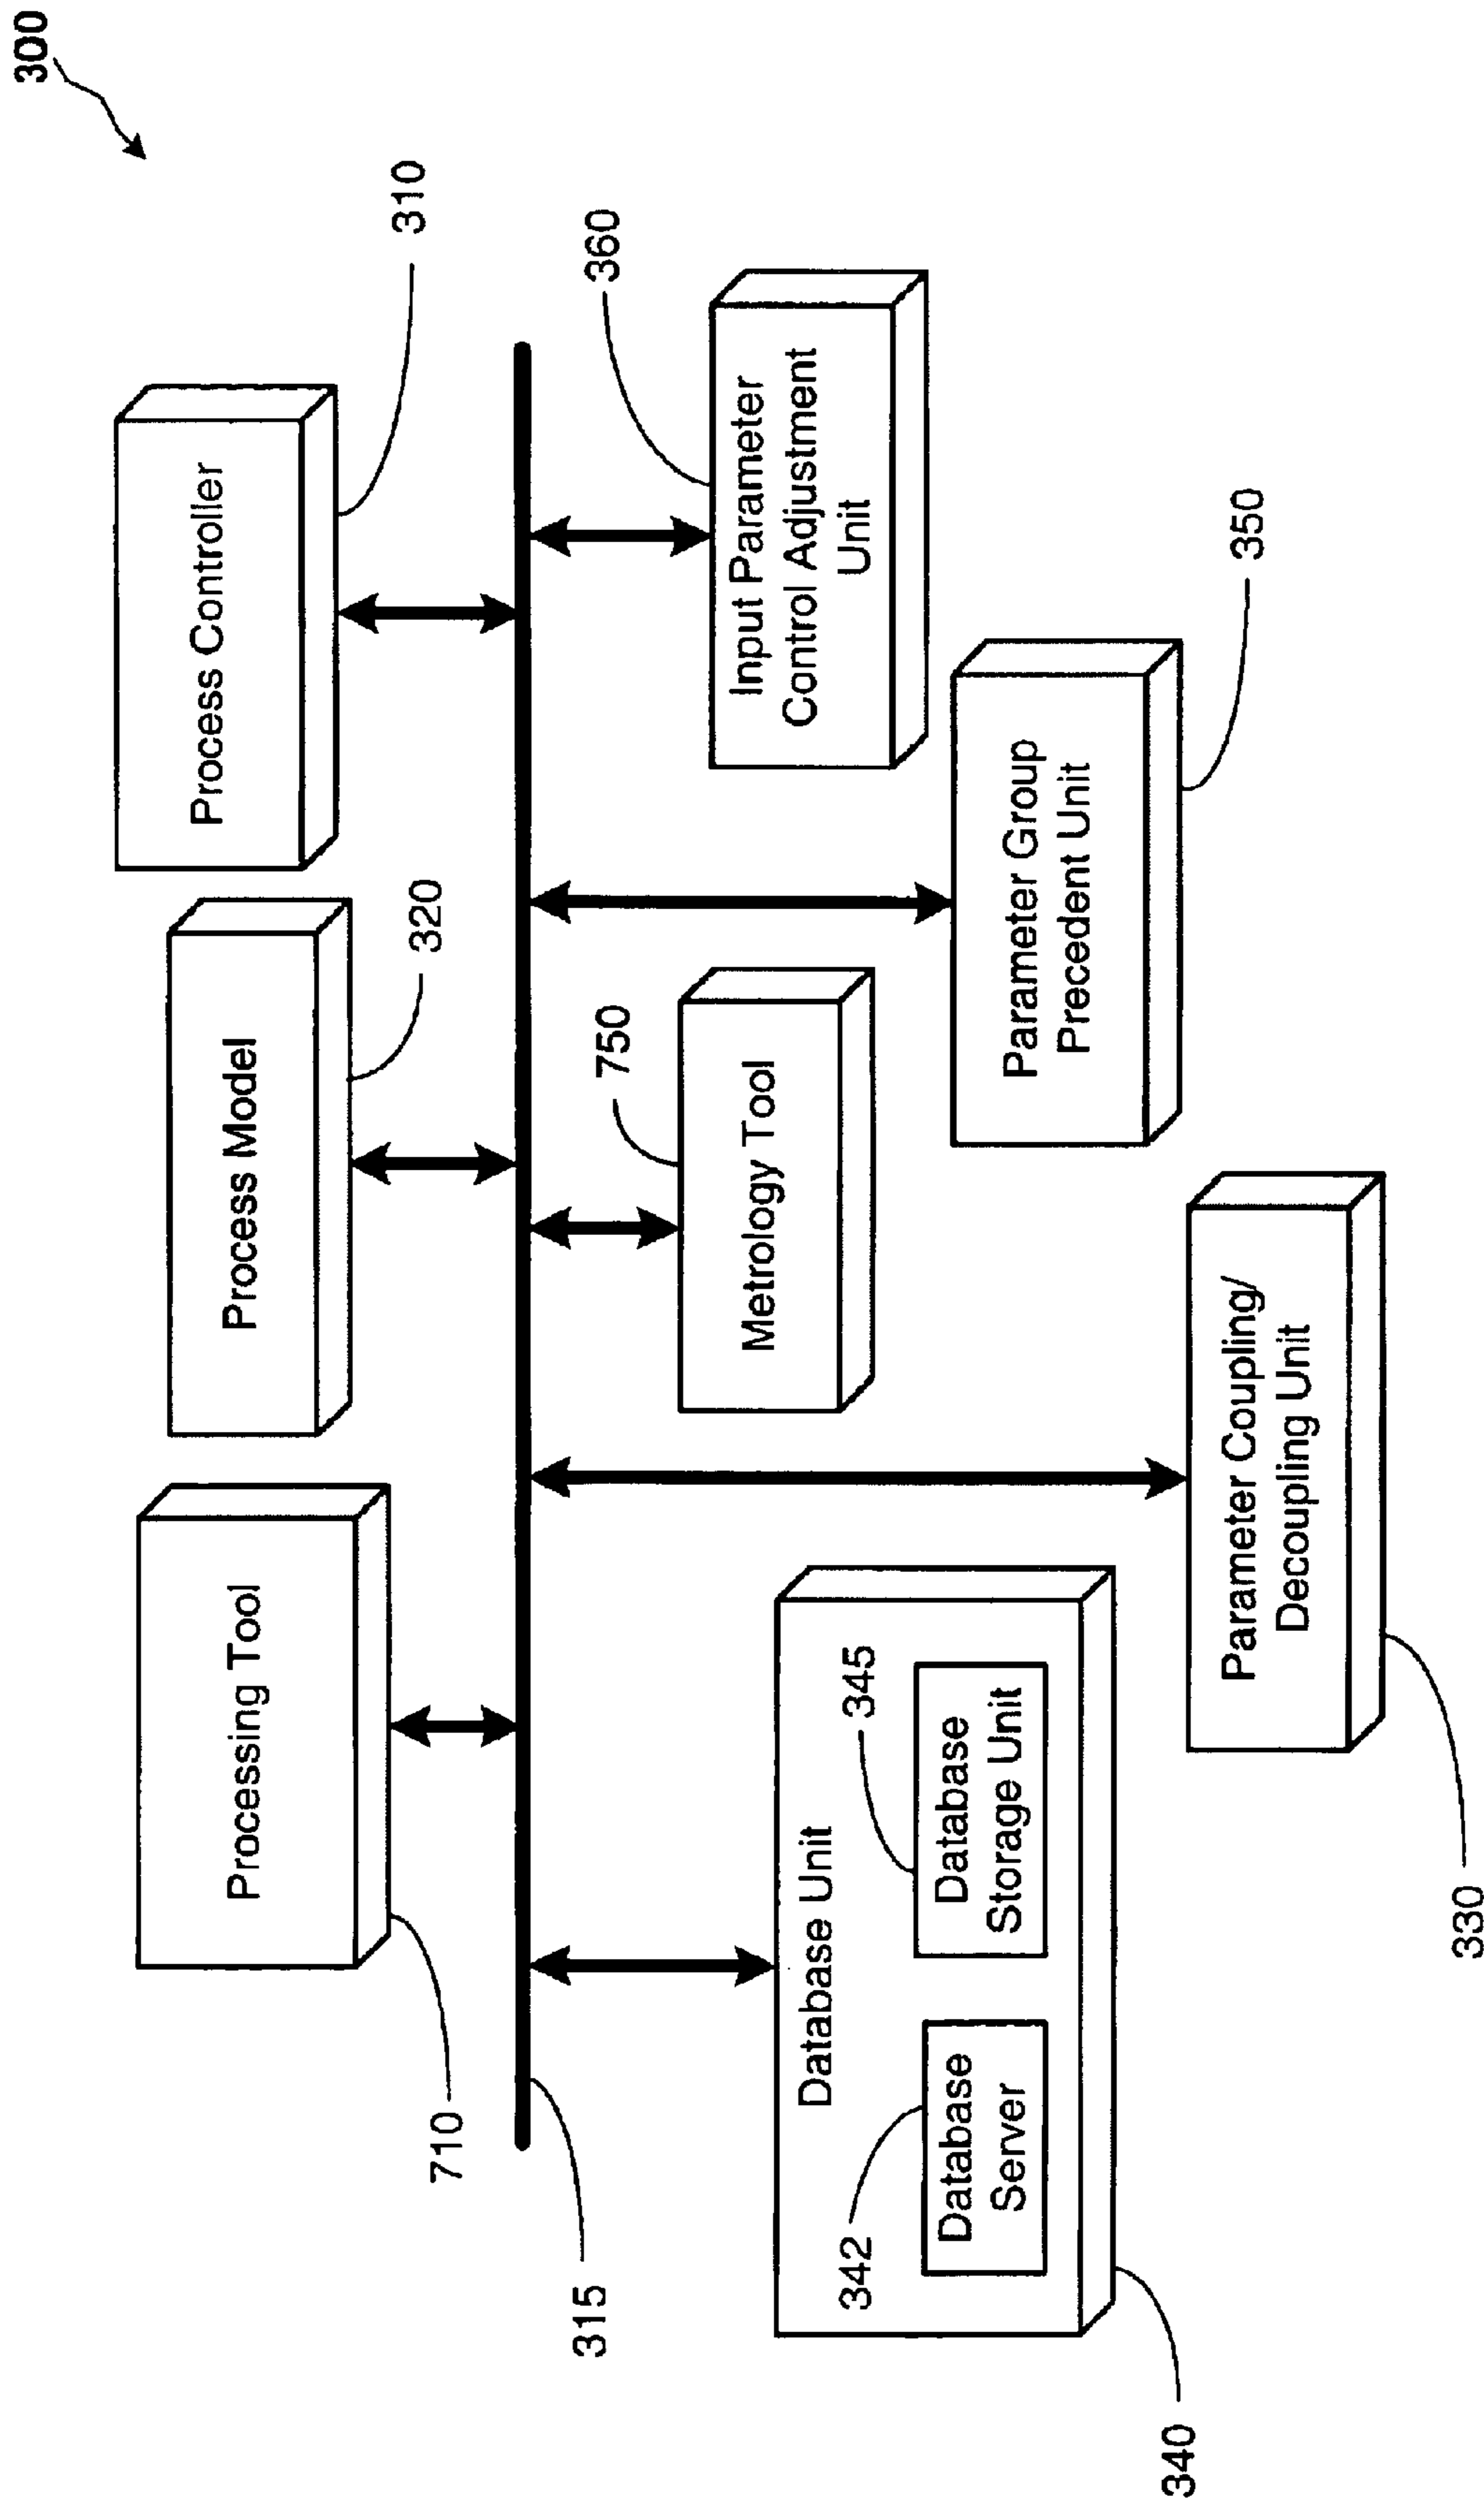 300
Processing Tool
710
Process Model
320
Process Controller
310
315
Database Unit
342
Database
Server
345
Database
Storage Unit
340
Metrology Tool
750
Input Parameter
Control Adjustment
Unit
360
Parameter Group
Precedent Unit
350
Parameter Coupling/
Decoupling Unit
330